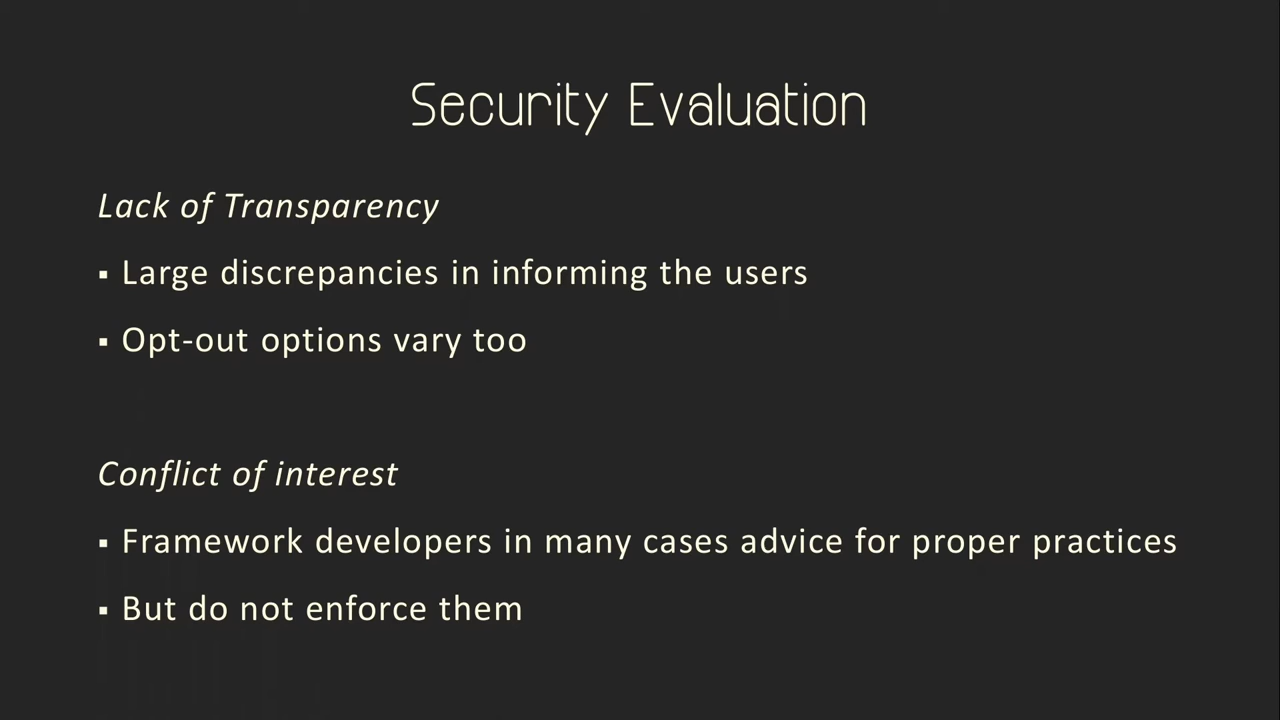 Security Evaluation
Lack of Transparency
▪ Large discrepancies in informing the users
▪ Opt-out options vary too
Conflict of interest
▪ Framework developers in many cases advice for proper practices
▪ But do not enforce them